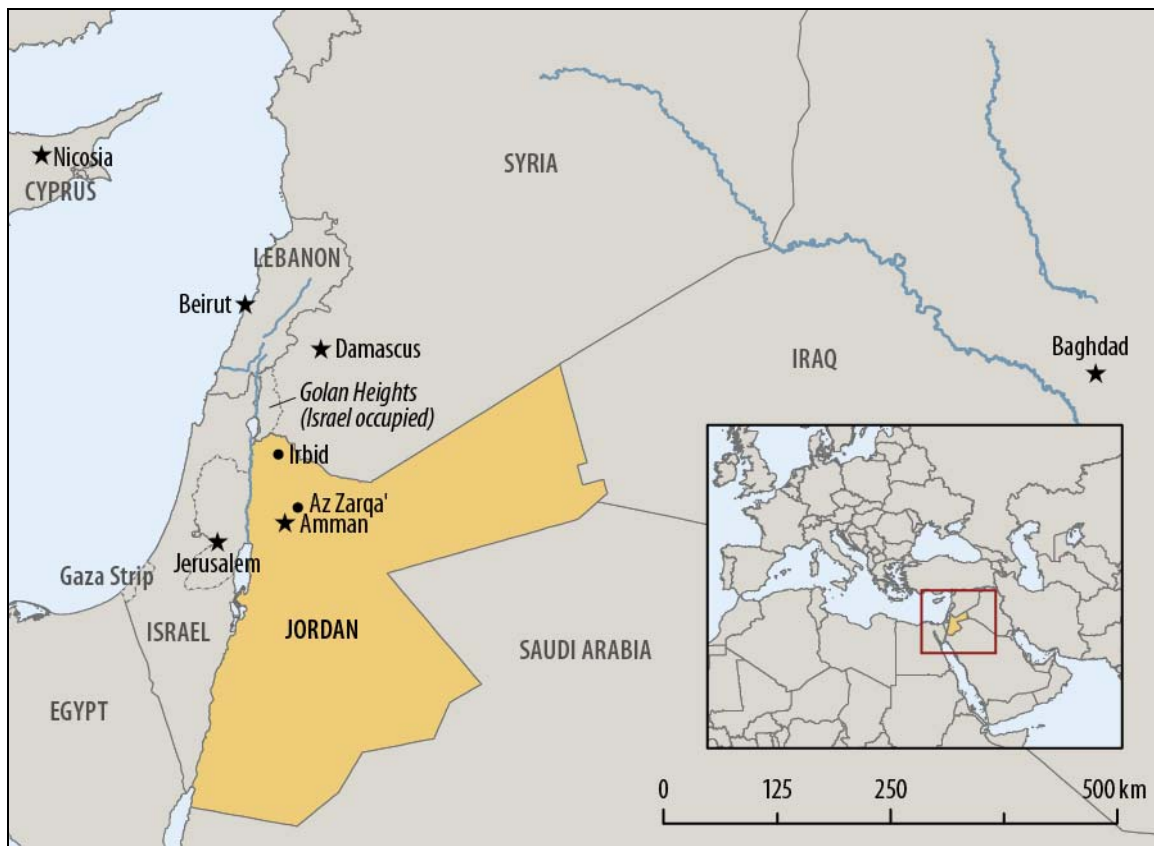 Nicosia
CYPRUS
SYRIA
LEBANON
Beirut
Damascus
Baghdad
IRAQ
Golan Heights
(Israel occupied)
Irbid
Az Zarqa'
Amman
Jerusalem
Gaza Strip
ISRAEL
JORDAN
SAUDI ARABIA
EGYPT
0 125 250 500 km